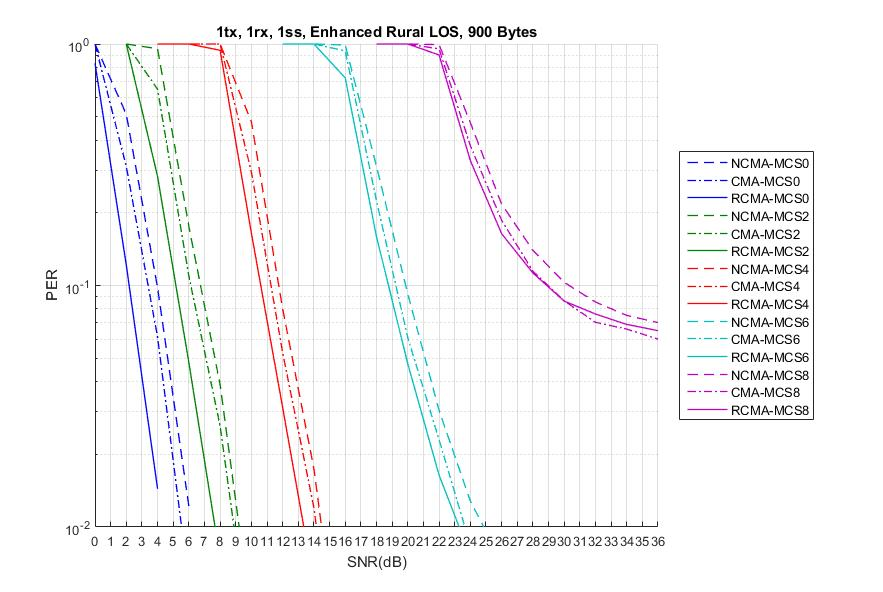 1tx, 1rx, 1ss, Enhanced Rural LOS, 900 Bytes
10^0
10^-1
10^-2
PER
0 1 2 3 4 5 6 7 8 9 10 11 12 13 14 15 16 17 18 19 20 21 22 23 24 25 26 27 28 29 30 31 32 33 34 35 36
SNR(dB)
NCMA-MCS0
CMA-MCS0
RCMA-MCS0
NCMA-MCS2
CMA-MCS2
RCMA-MCS2
NCMA-MCS4
CMA-MCS4
RCMA-MCS4
NCMA-MCS6
CMA-MCS6
RCMA-MCS6
NCMA-MCS8
CMA-MCS8
RCMA-MCS8